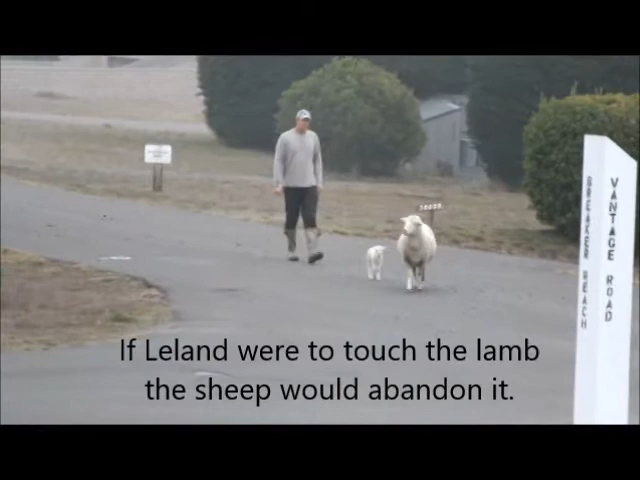 If Leland were to touch the lamb
the sheep would abandon it.
VANTAGE ROAD
BREAKER REACH